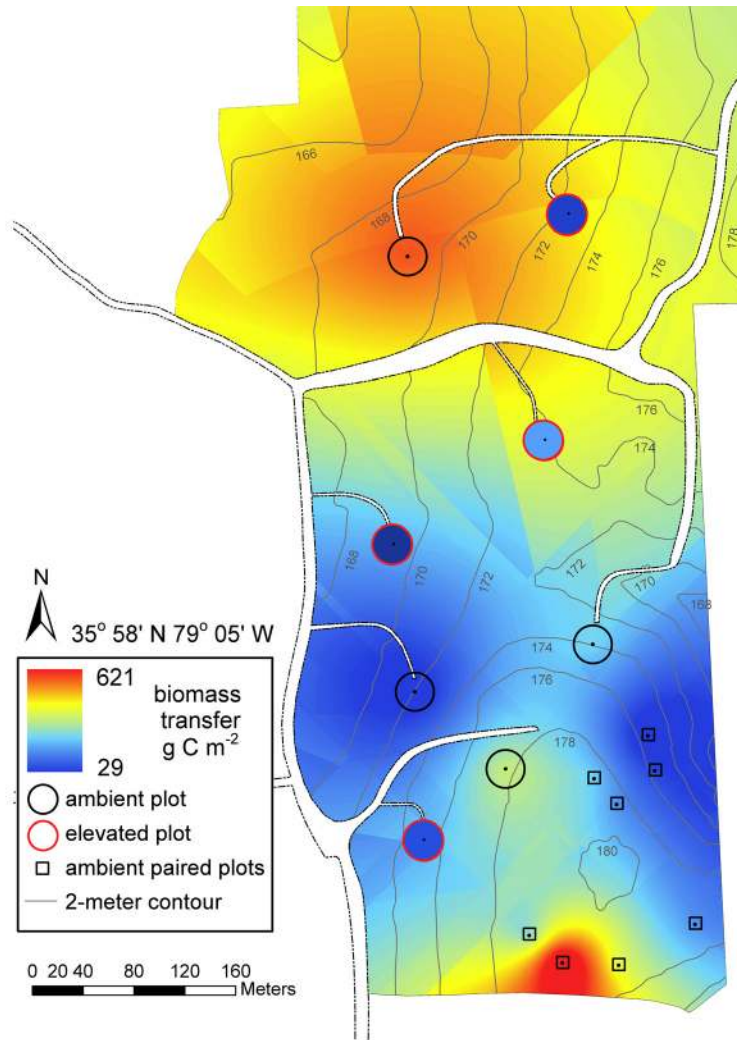 166
168
170
172
174
176
178
176
174
168
170
172
172
170
168
174
176
178
180
N
35° 58' N 79° 05' W
621
29
biomass
transfer
g C m⁻²
ambient plot
elevated plot
ambient paired plots
2-meter contour
0 20 40 80 120 160
Meters